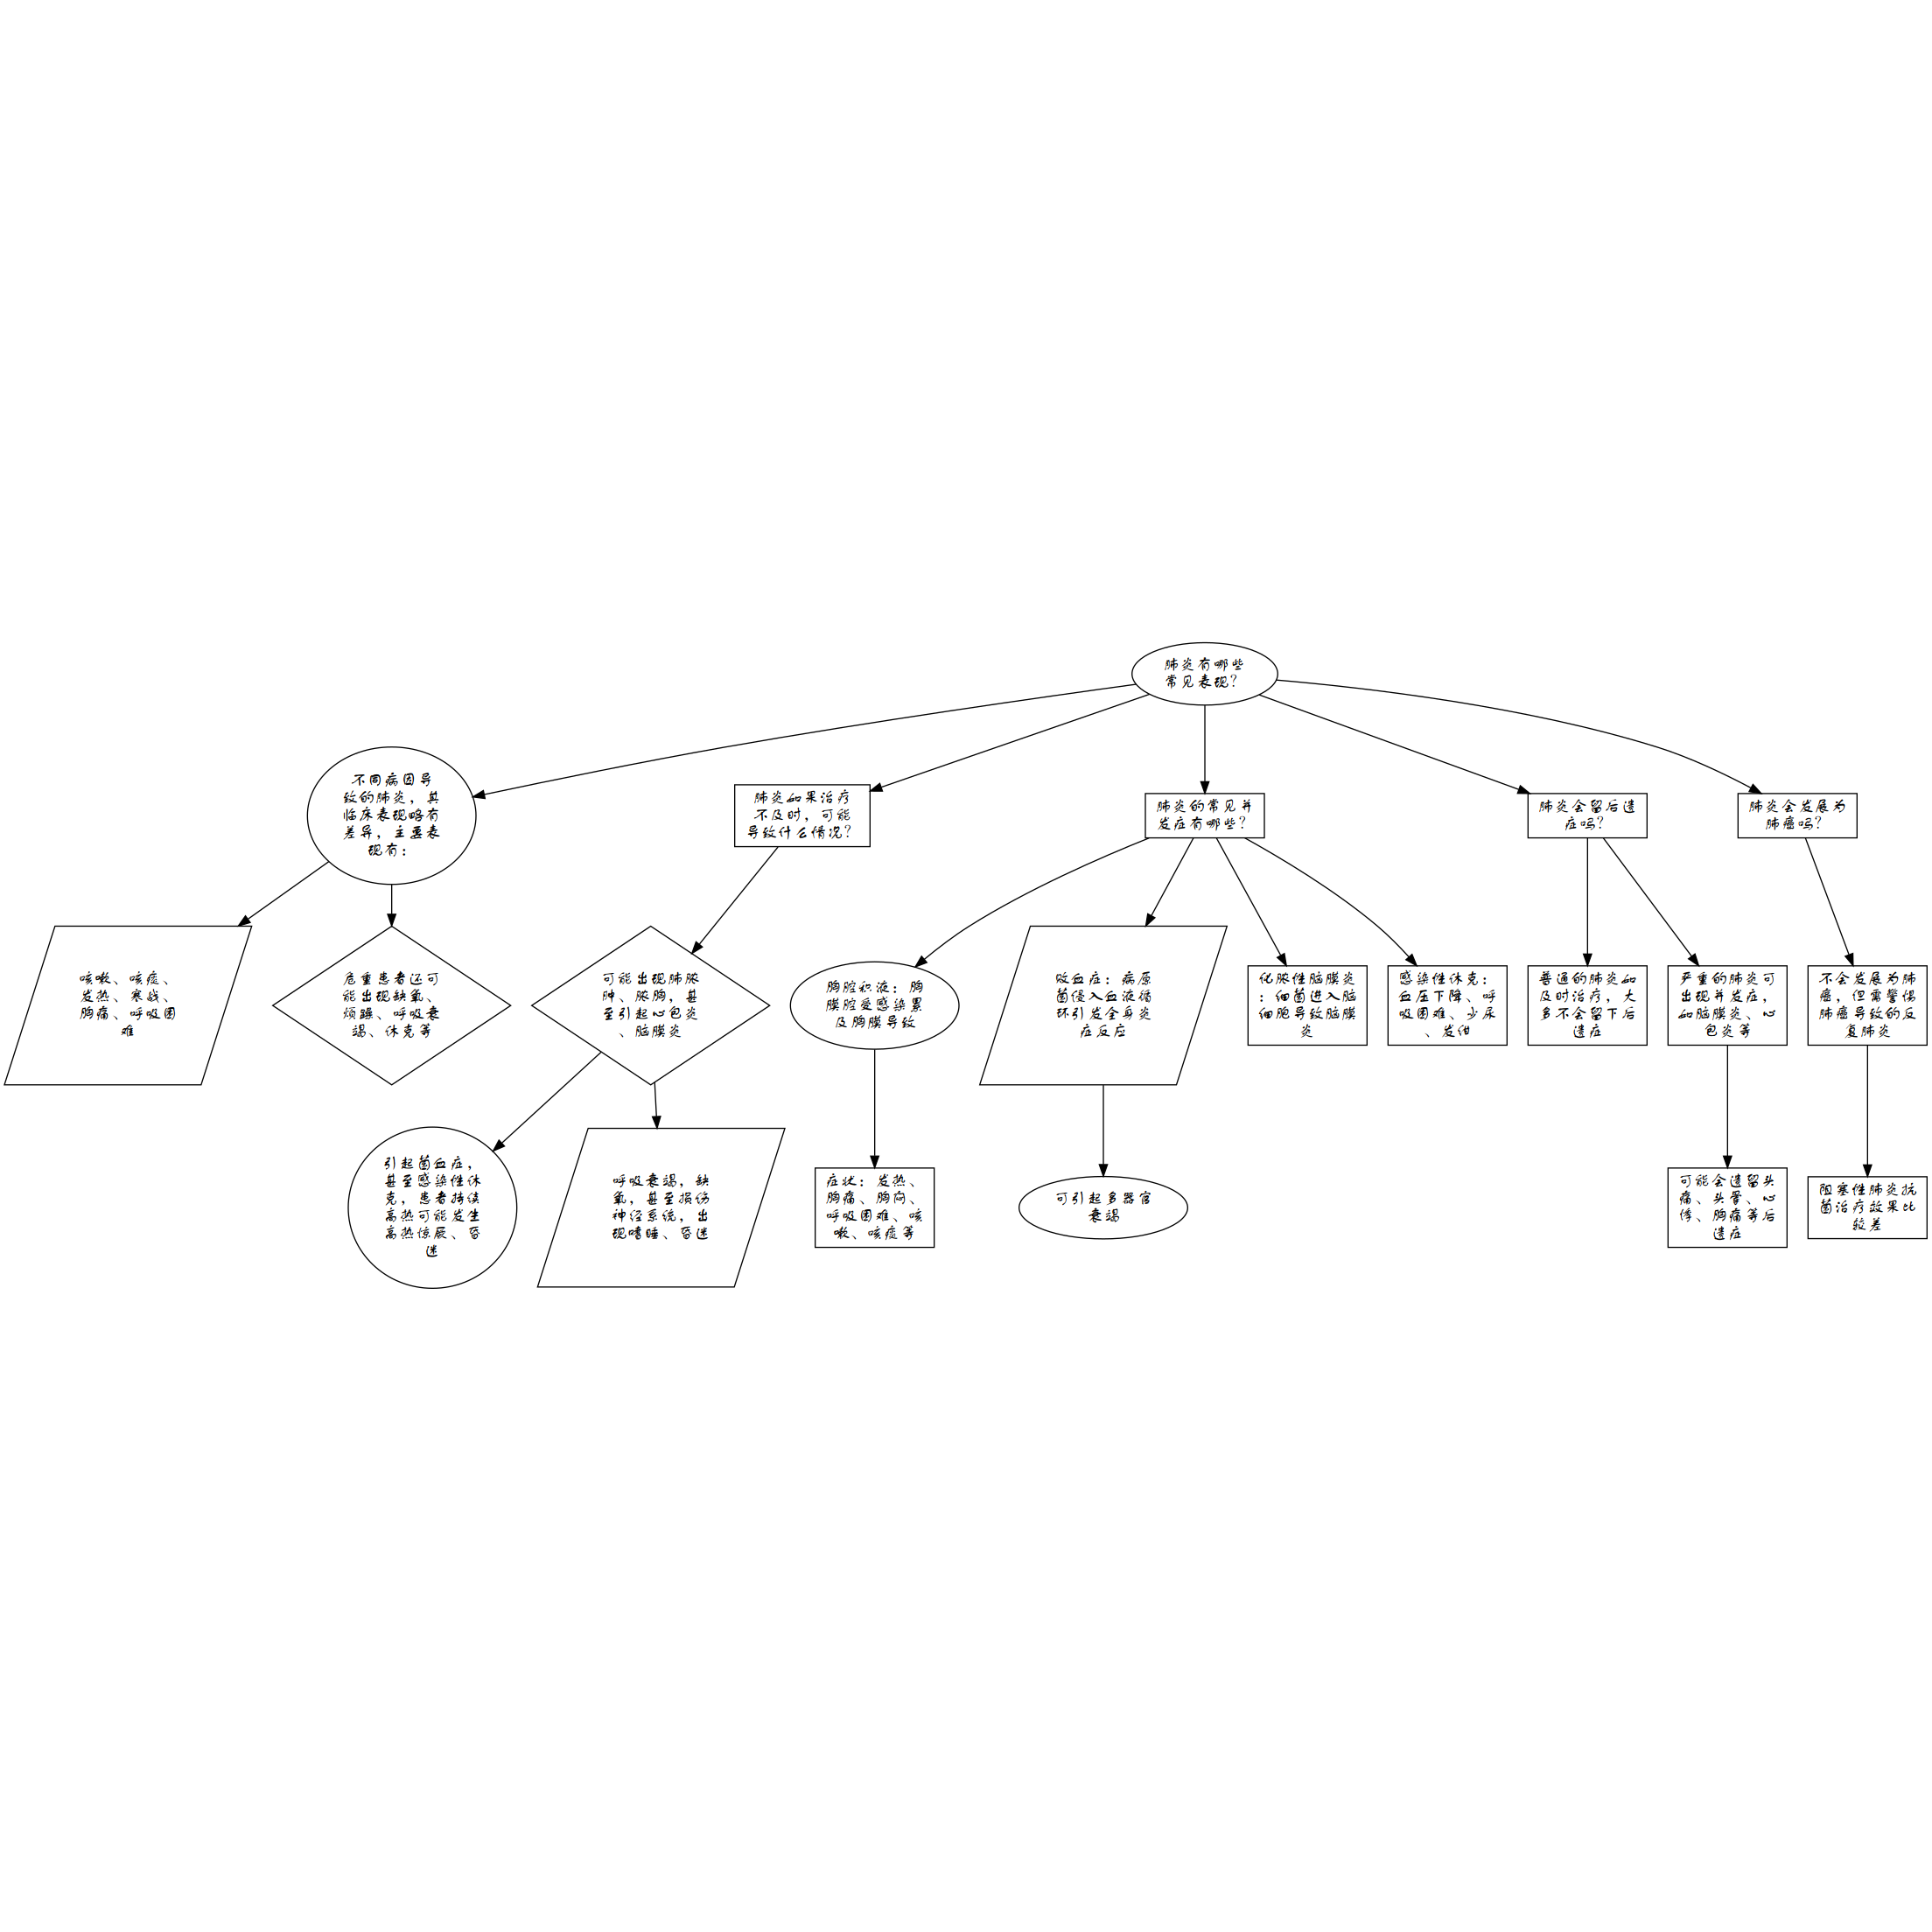 肺炎有哪些
常见表现?
不同病因导
致的肺炎，其
临床表现略有
差异，主要表
现有：
肺炎如果治疗
不及时，可能
导致什么情况?
肺炎的常见并
发症有哪些?
肺炎会留后遗
症吗?
肺炎会发展为
肺癌吗?
咳嗽、咳痰、
发热、寒战、
胸痛、呼吸困
难
危重患者还可
能出现缺氧、
烦躁、呼吸衰
竭、休克等
可能出现肺脓
肿、脓胸，甚
至引起心包炎
、脑膜炎
胸腔积液：胸
膜腔受感染累
及胸膜导致
败血症：病原
菌侵入血液循
环引发全身炎
症反应
化脓性脑膜炎
：细菌进入脑
细胞导致脑膜
炎
感染性休克：
血压下降、呼
吸困难、少尿
、发绀
普通的肺炎如
及时治疗，大
多不会留下后
遗症
严重的肺炎可
出现并发症，
如脑膜炎、心
包炎等
不会发展为肺
癌，但需警惕
肺癌导致的反
复肺炎
引起菌血症，
甚至感染性休
克，患者持续
高热可能发生
高热惊厥、昏
迷
呼吸衰竭，缺
氧，甚至损伤
神经系统，出
现嗜睡、昏迷
症状：发热、
胸痛、胸闷、
呼吸困难、咳
嗽、咳痰等
可引起多器官
衰竭
可能会遗留头
痛、头晕、心
悸、胸痛等后
遗症
阻塞性肺炎抗
菌治疗效果比
较差